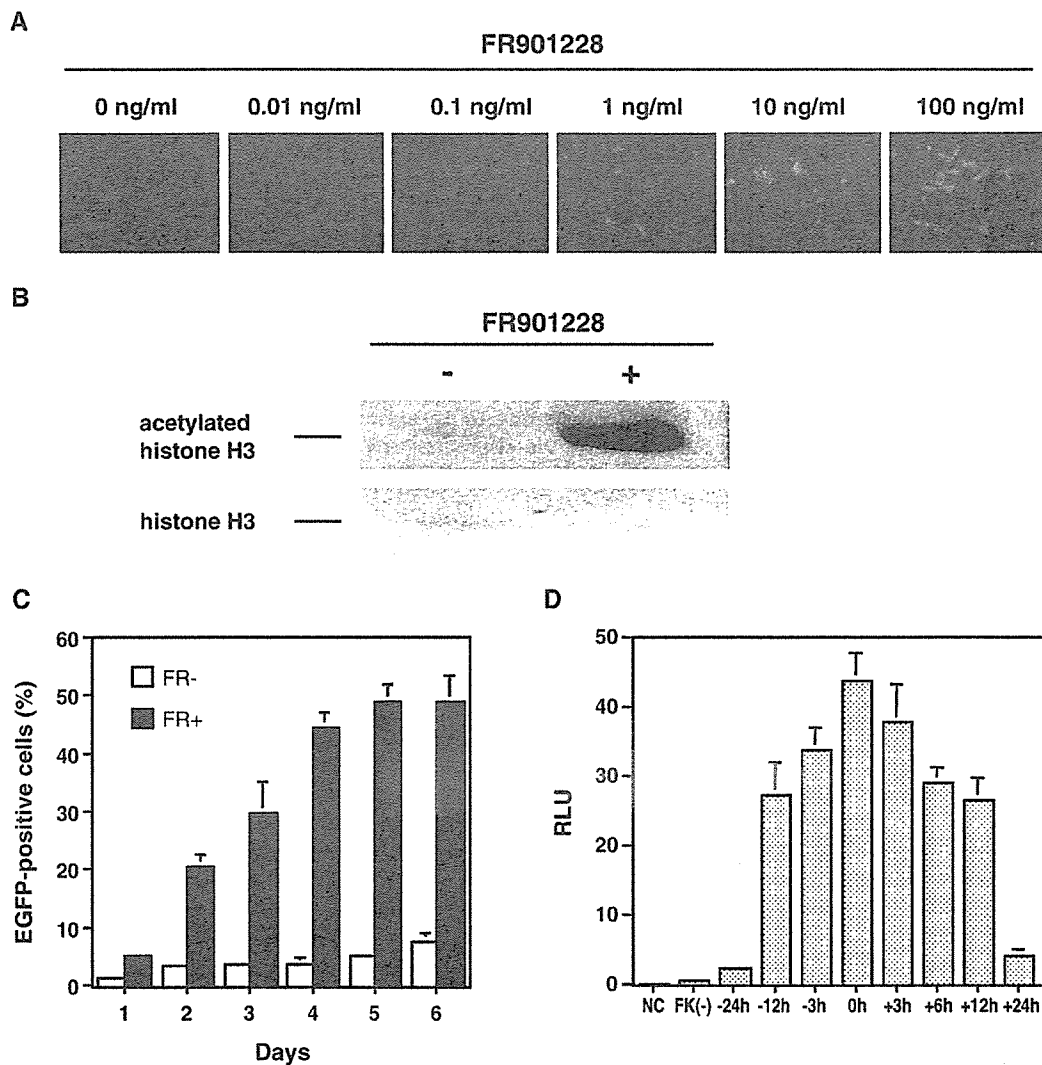 A
FR901228
0 ng/ml 0.01 ng/ml 0.1 ng/ml 1 ng/ml 10 ng/ml 100 ng/ml
B
FR901228
- +
acetylated
histone H3
histone H3
C
60
50
40
30
20
10
0
EGFP-positive cells (%)
FR-
FR+
1 2 3 4 5 6
Days
D
50
40
30
20
10
0
RLU
NC FK(-) -24h -12h -3h 0h +3h +6h +12h +24h